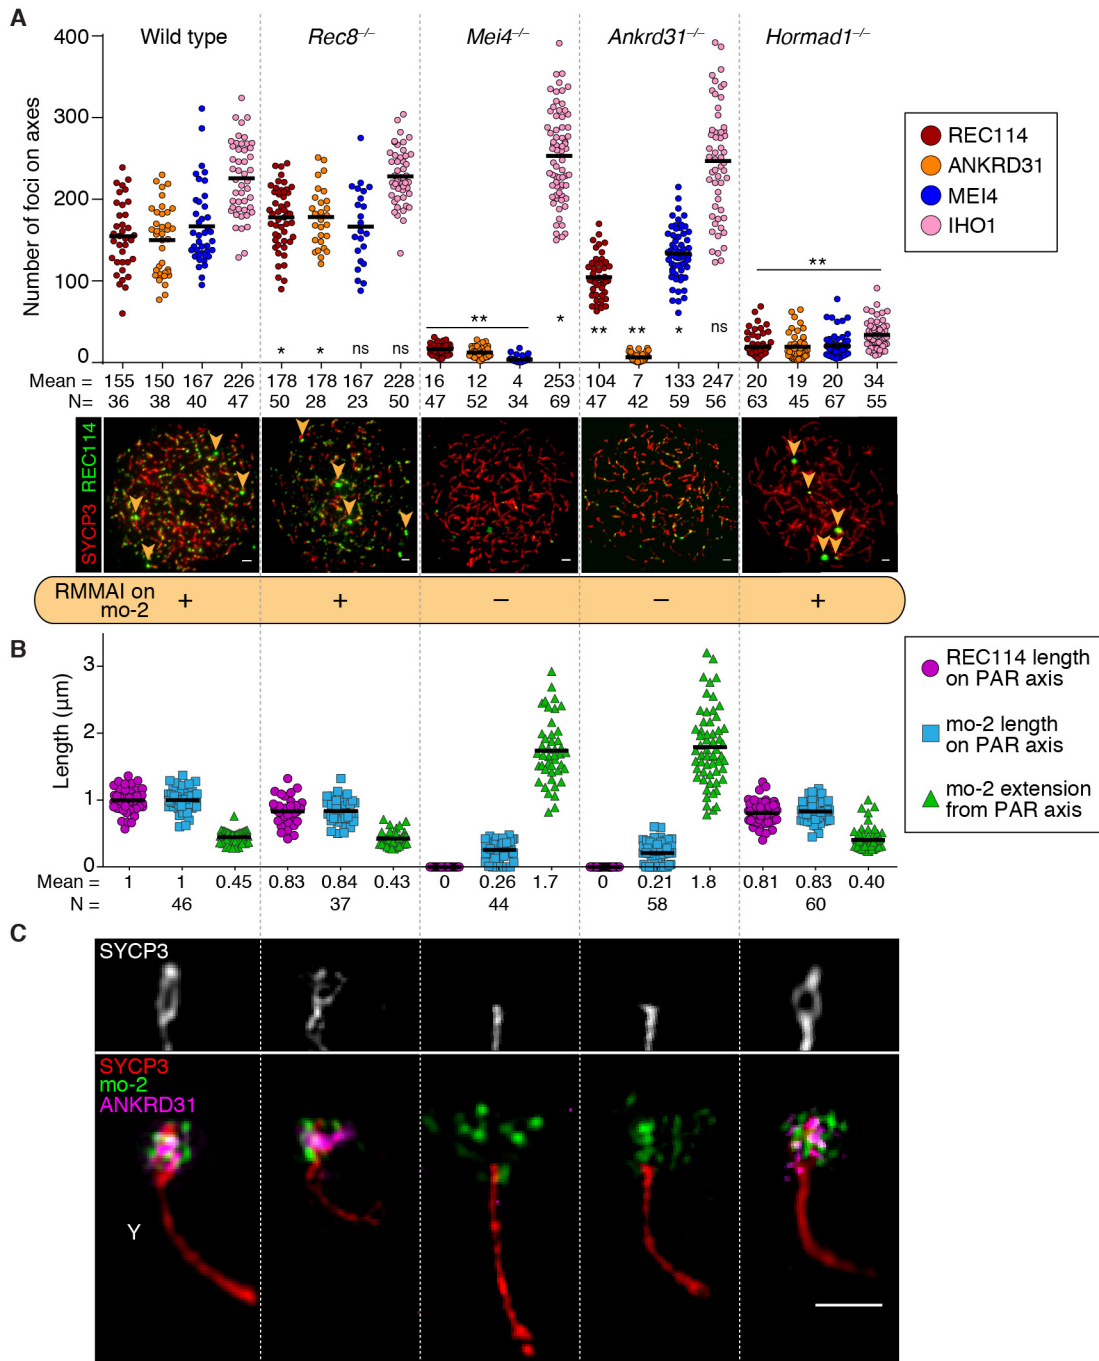 A
Wild type Rec8–/– Mei4–/– Ankrd31–/– Hormad1–/–
Number of foci on axes
400
300
200
100
0
REC114
ANKRD31
MEI4
IHO1
* * ns ns
** *
** ** * ns
**
Mean = 155 150 167 226 178 178 167 228 16 12 4 253 104 7 133 247 20 19 20 34
N= 36 38 40 47 50 28 23 50 47 52 34 69 47 42 59 56 63 45 67 55
SYCP3 REC114
RMMAI on
mo-2
+ + – – +
B
Length (µm)
3
2
1
0
REC114 length
on PAR axis
mo-2 length
on PAR axis
mo-2 extension
from PAR axis
Mean = 1 1 0.45 0.83 0.84 0.43 0 0.26 1.7 0 0.21 1.8 0.81 0.83 0.40
N = 46 37 44 58 60
C
SYCP3
SYCP3
mo-2
ANKRD31
Y